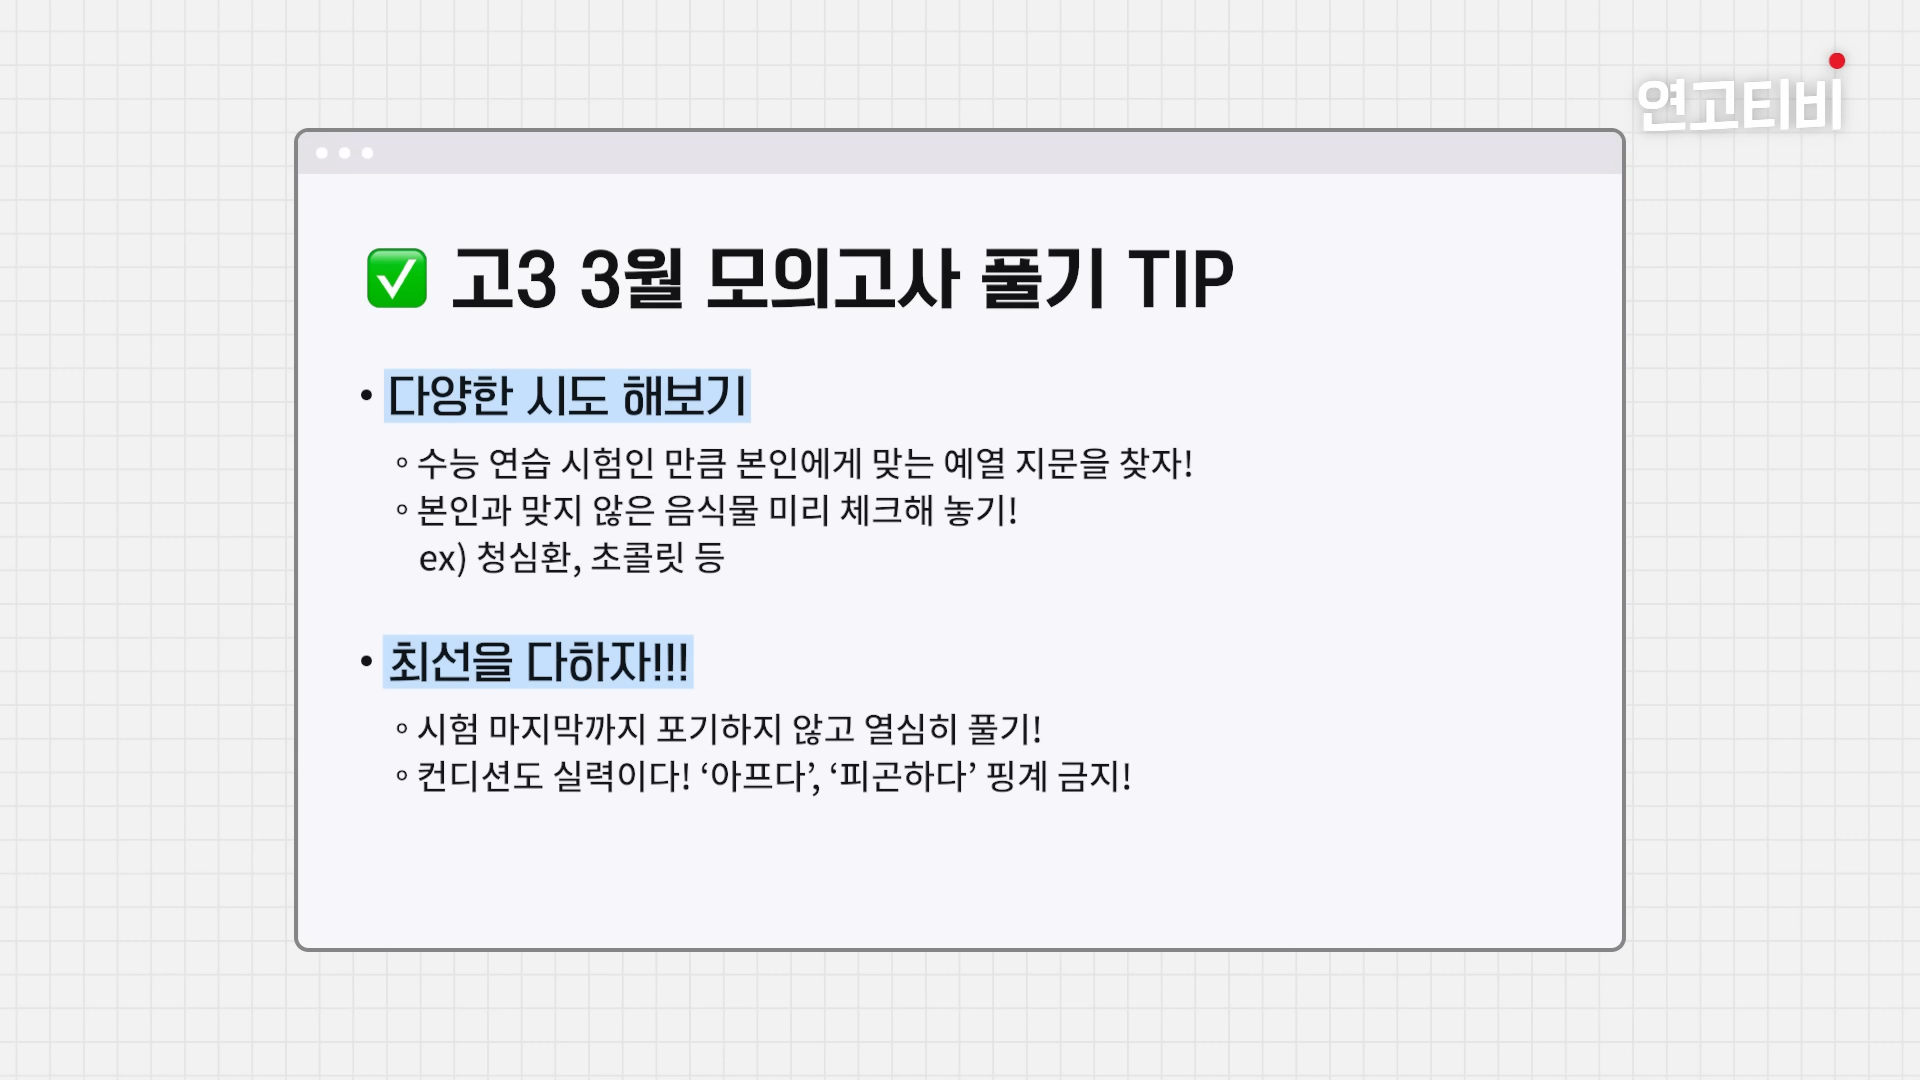 연고티비
✅ 고3 3월 모의고사 풀기 TIP
• 다양한 시도 해보기
◦ 수능 연습 시험인 만큼 본인에게 맞는 예열 지문을 찾자!
◦ 본인과 맞지 않은 음식물 미리 체크해 놓기!
ex) 청심환, 초콜릿 등
• 최선을 다하자!!!
◦ 시험 마지막까지 포기하지 않고 열심히 풀기!
◦ 컨디션도 실력이다! ‘아프다’, ‘피곤하다’ 핑계 금지!